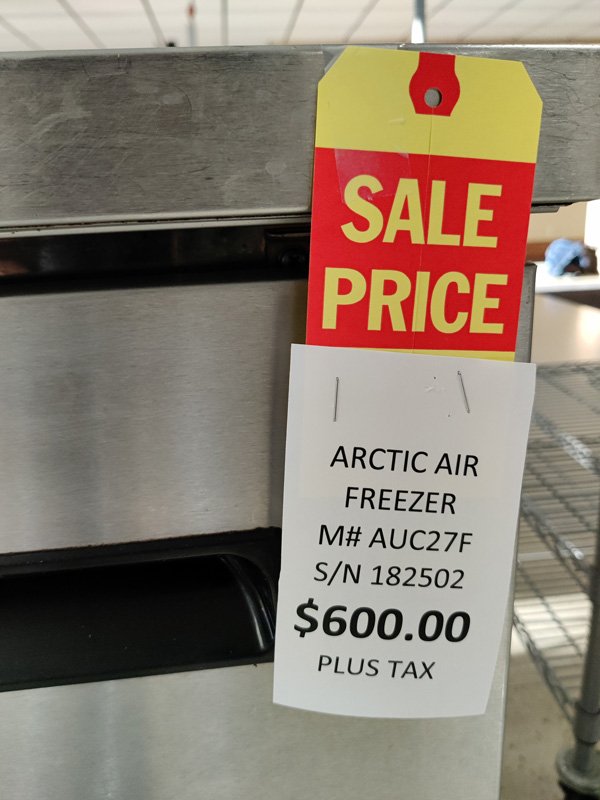 SALE
PRICE
ARCTIC AIR
FREEZER
M# AUC27F
S/N 182502
$600.00
PLUS TAX